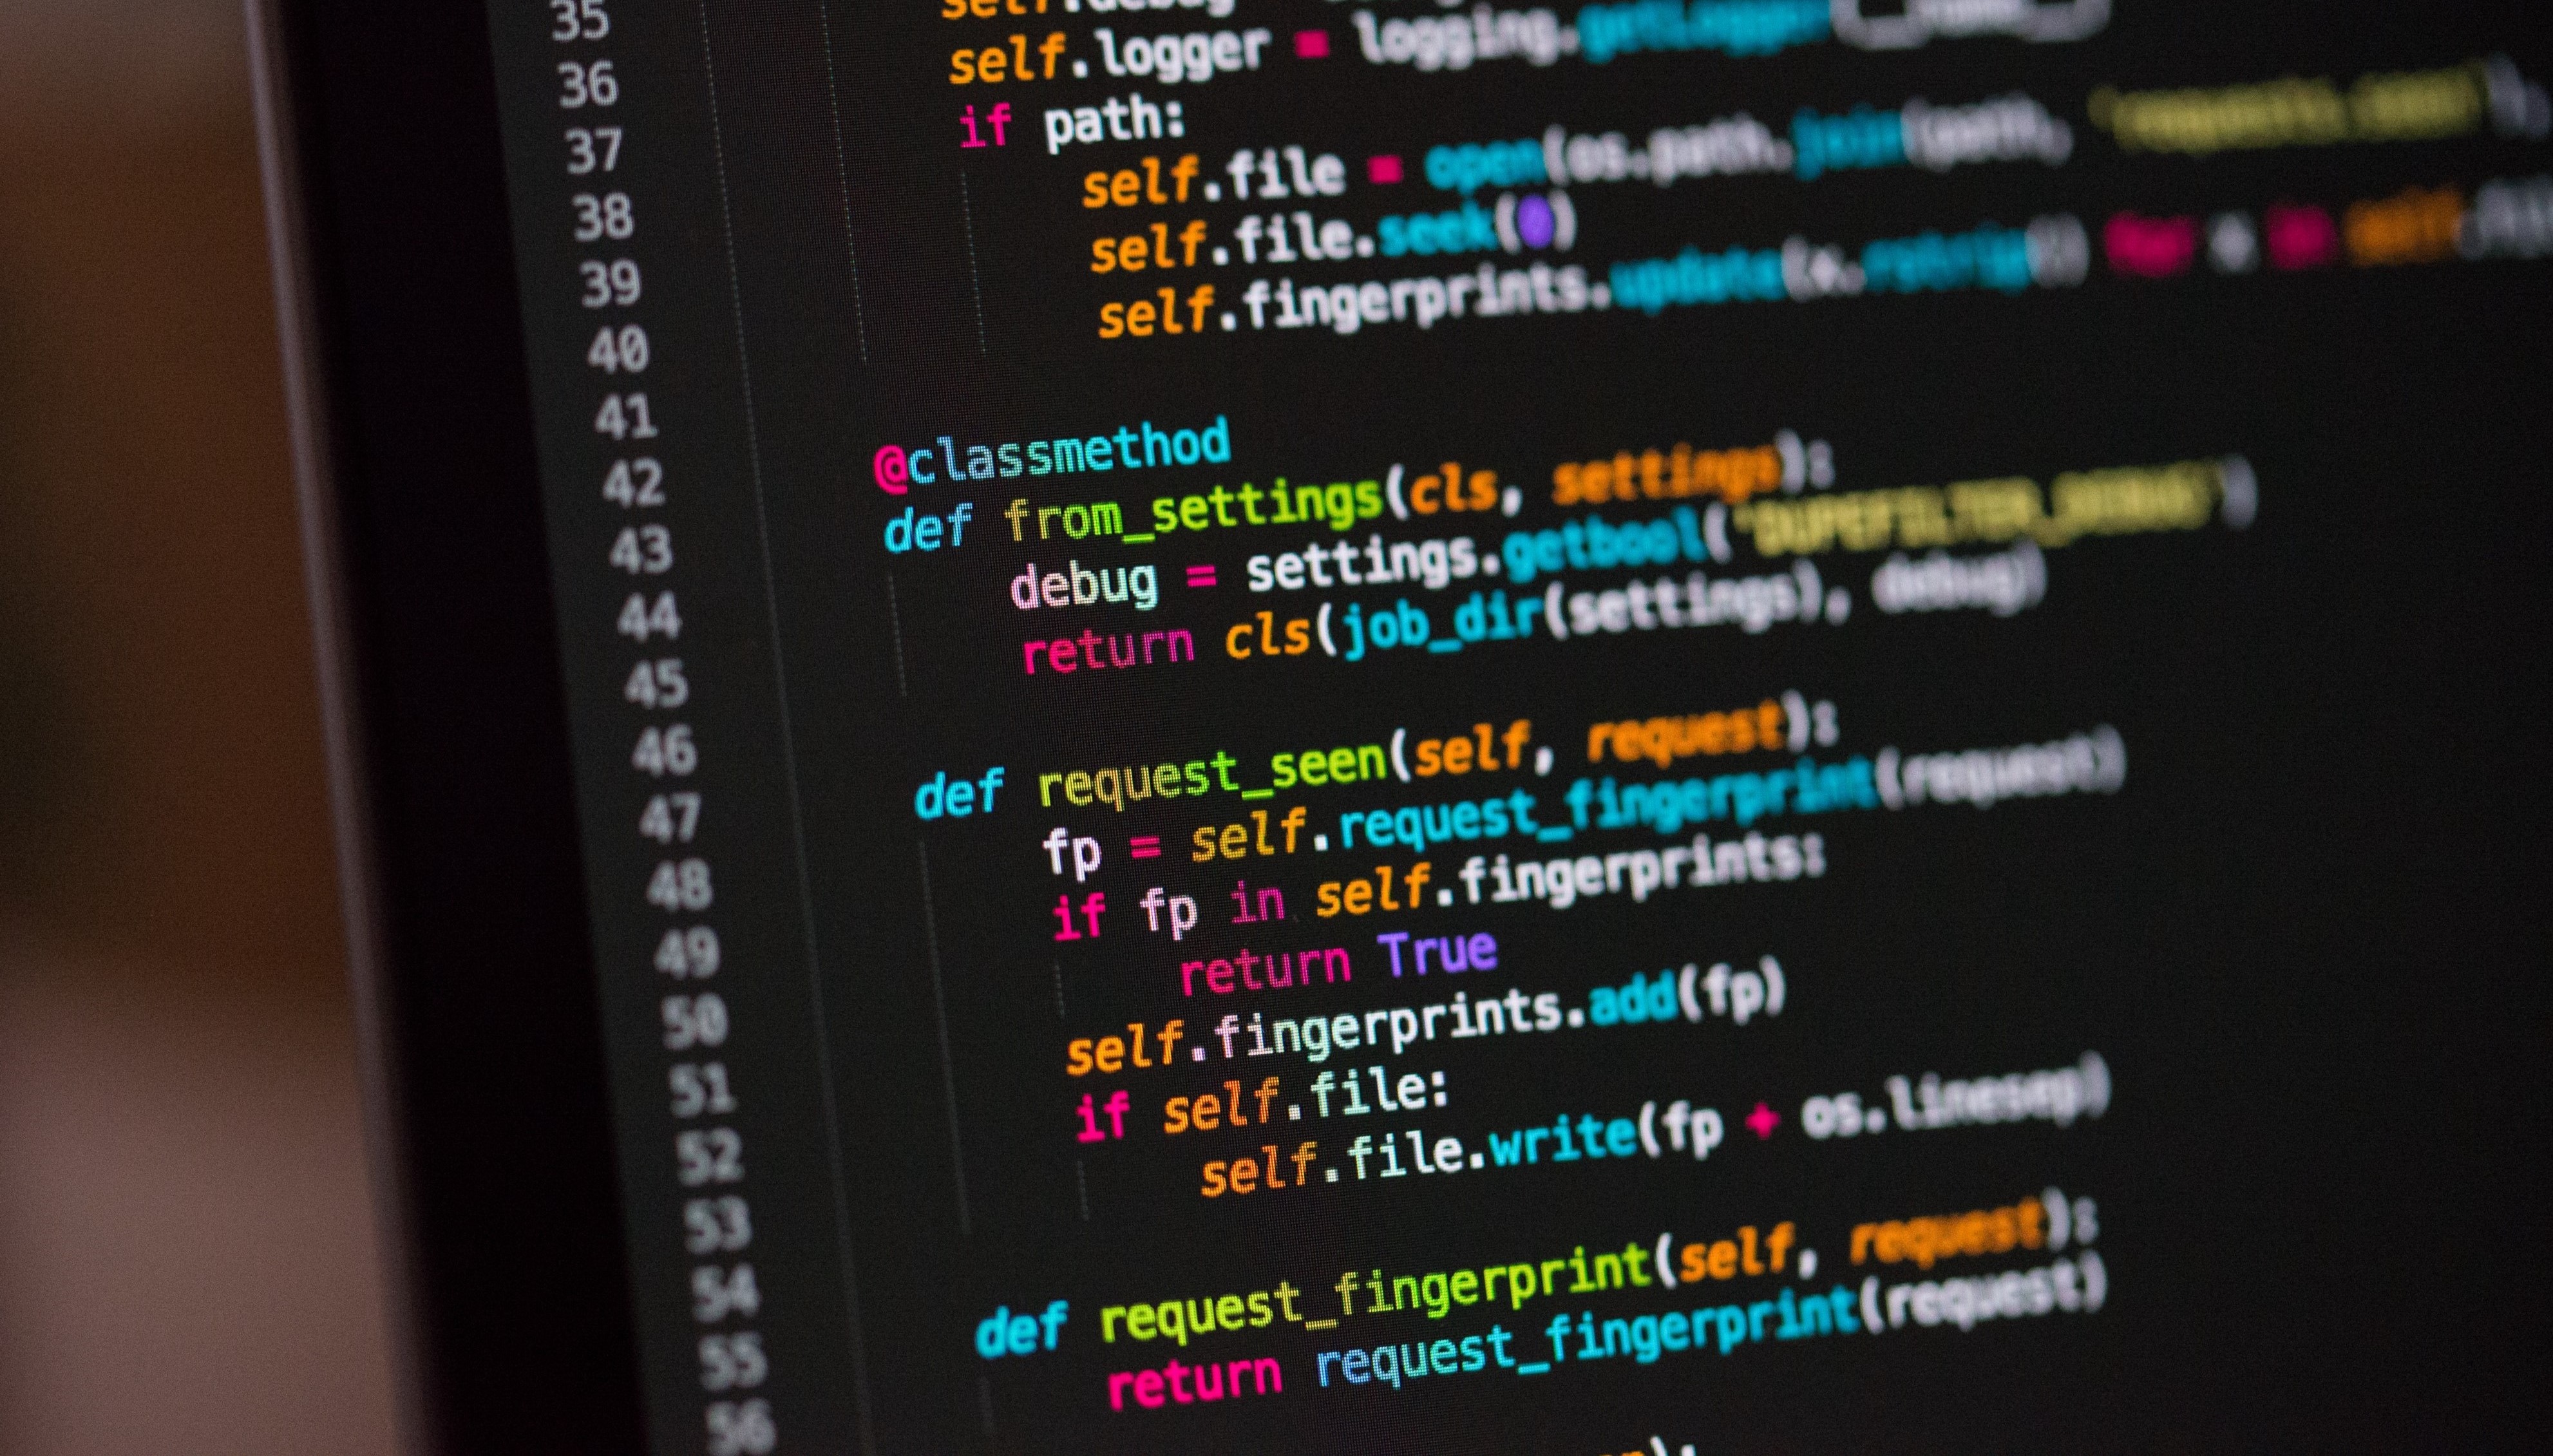 35 self.debug
36 self.logger = logging.getLogger(__name__)
37 if path:
38 self.file = open(os.path.join(path, 'requests.seen'),
39 self.file.seek(0)
40 self.fingerprints.update(x.rstrip() for x in self.
41
42 @classmethod
43 def from_settings(cls, settings):
44 debug = settings.getbool('DUPEFILTER_DEBUG')
45 return cls(job_dir(settings), debug)
46
47 def request_seen(self, request):
48 fp = self.request_fingerprint(request)
49 if fp in self.fingerprints:
50 return True
51 self.fingerprints.add(fp)
52 if self.file:
53 self.file.write(fp + os.linesep)
54
55 def request_fingerprint(self, request):
56 return request_fingerprint(request)